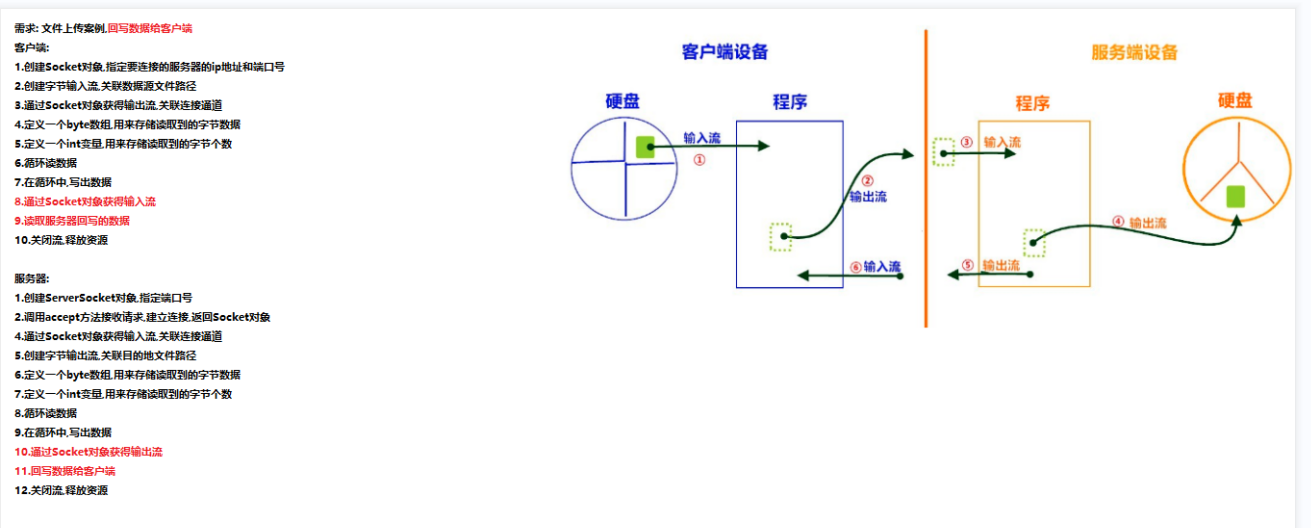 需求: 文件上传案例,回写数据给客户端
客户端:
1.创建Socket对象,指定要连接的服务器的ip地址和端口号
2.创建字节输入流,关联数据源文件路径
3.通过Socket对象获得输出流,关联连接通道
4.定义一个byte数组,用来存储读取到的字节数据
5.定义一个int变量,用来存储读取到的字节个数
6.循环读数据
7.在循环中,写出数据
8.通过Socket对象获得输入流
9.读取服务器回写的数据
10.关闭流,释放资源
服务器:
1.创建ServerSocket对象,指定端口号
2.调用accept方法接收请求,建立连接,返回Socket对象
4.通过Socket对象获得输入流,关联连接通道
5.创建字节输出流,关联目的地文件路径
6.定义一个byte数组,用来存储读取到的字节数据
7.定义一个int变量,用来存储读取到的字节个数
8.循环读数据
9.在循环中,写出数据
10.通过Socket对象获得输出流
11.回写数据给客户端
12.关闭流,释放资源
客户端设备
硬盘
程序
输入流
①
②
输出流
⑥输入流
服务端设备
程序
硬盘
③ 输入流
④ 输出流
⑤ 输出流